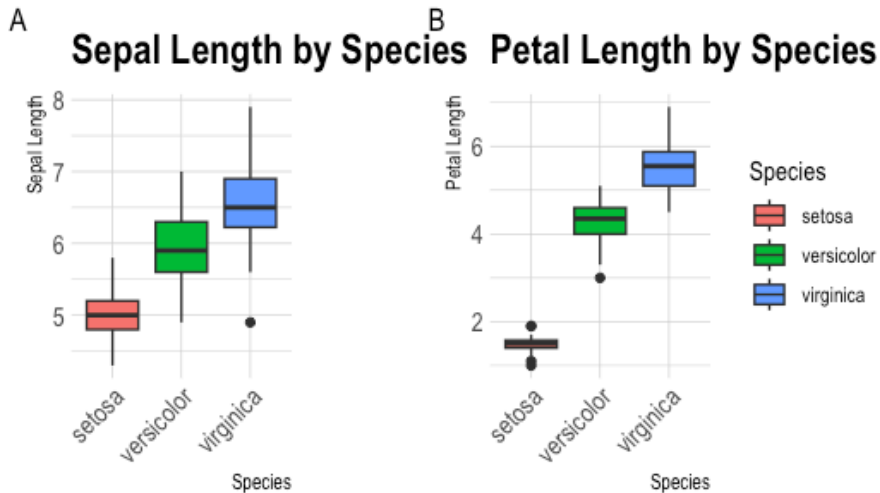 A
Sepal Length by Species
Sepal Length
8
7
6
5
setosa
versicolor
virginica
Species
B
Petal Length by Species
Petal Length
6
4
2
setosa
versicolor
virginica
Species
Species
setosa
versicolor
virginica